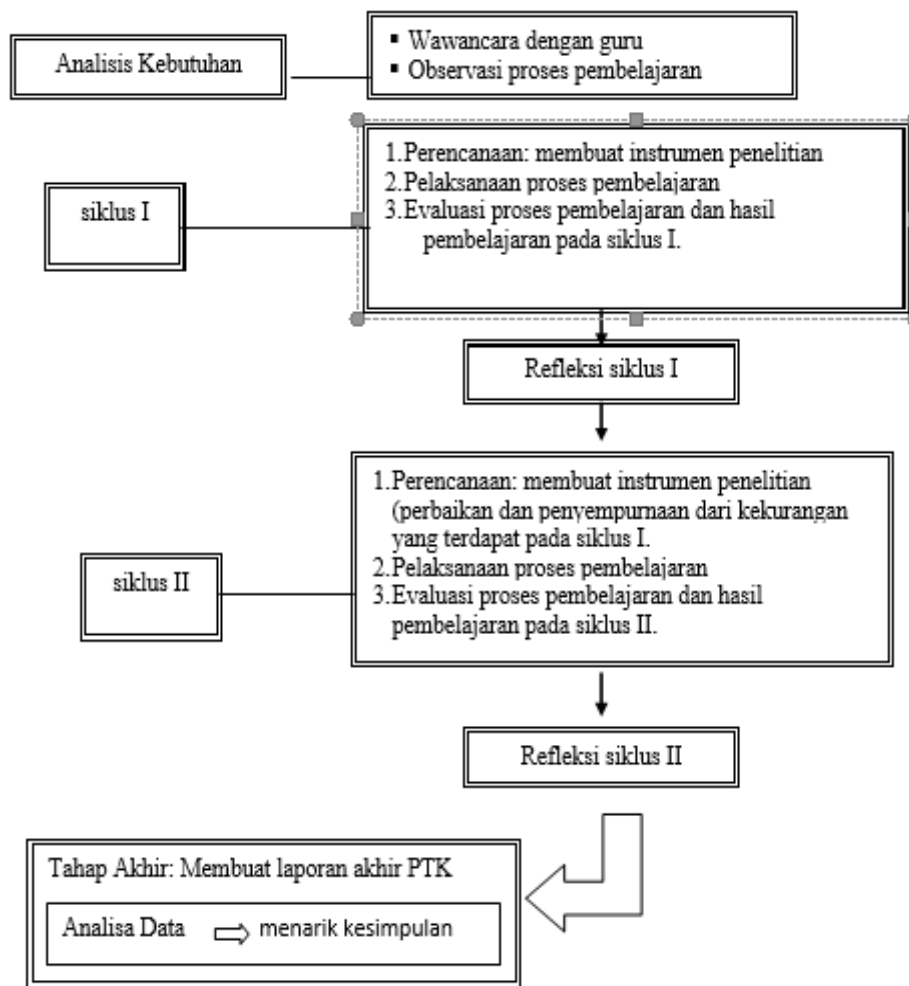 Analisis Kebutuhan
▪ Wawancara dengan guru
▪ Observasi proses pembelajaran
siklus I
1.Perencanaan: membuat instrumen penelitian
2.Pelaksanaan proses pembelajaran
3.Evaluasi proses pembelajaran dan hasil
pembelajaran pada siklus I.
Refleksi siklus I
siklus II
1.Perencanaan: membuat instrumen penelitian
(perbaikan dan penyempurnaan dari kekurangan
yang terdapat pada siklus I.
2.Pelaksanaan proses pembelajaran
3.Evaluasi proses pembelajaran dan hasil
pembelajaran pada siklus II.
Refleksi siklus II
Tahap Akhir: Membuat laporan akhir PTK
Analisa Data ⇨ menarik kesimpulan